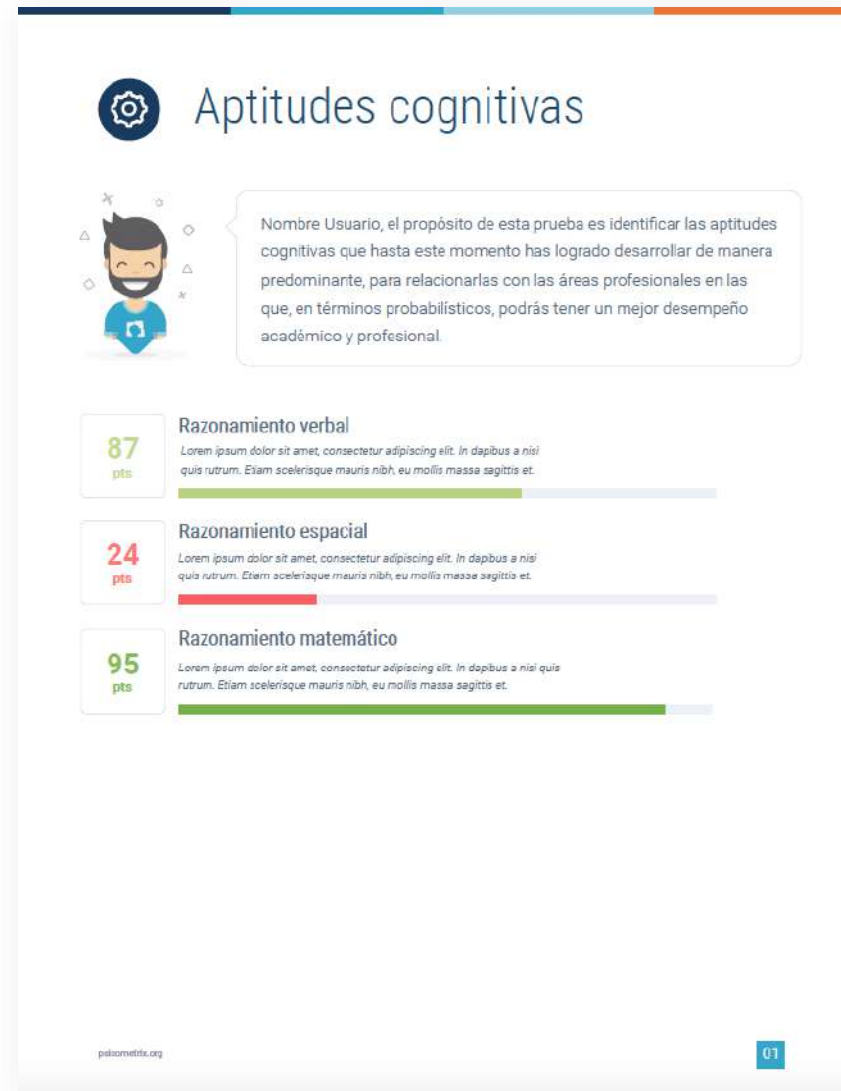 Aptitudes cognitivas
Nombre Usuario, el propósito de esta prueba es identificar las aptitudes
cognitivas que hasta este momento has logrado desarrollar de manera
predominante, para relacionarlas con las áreas profesionales en las
que, en términos probabilísticos, podrás tener un mejor desempeño
académico y profesional.
87
pts
Razonamiento verbal
Lorem ipsum dolor sit amet, consectetur adipiscing elit. In dapibus a nisi
quis rutrum. Etiam scelerisque mauris nibh, eu mollis massa sagittis et.
24
pts
Razonamiento espacial
Lorem ipsum dolor sit amet, consectetur adipiscing elit. In dapibus a nisi
quis rutrum. Etiam scelerisque mauris nibh, eu mollis massa sagittis et.
95
pts
Razonamiento matemático
Lorem ipsum dolor sit amet, consectetur adipiscing elit. In dapibus a nisi quis
rutrum. Etiam scelerisque mauris nibh, eu mollis massa sagittis et.
psicometrix.org
01